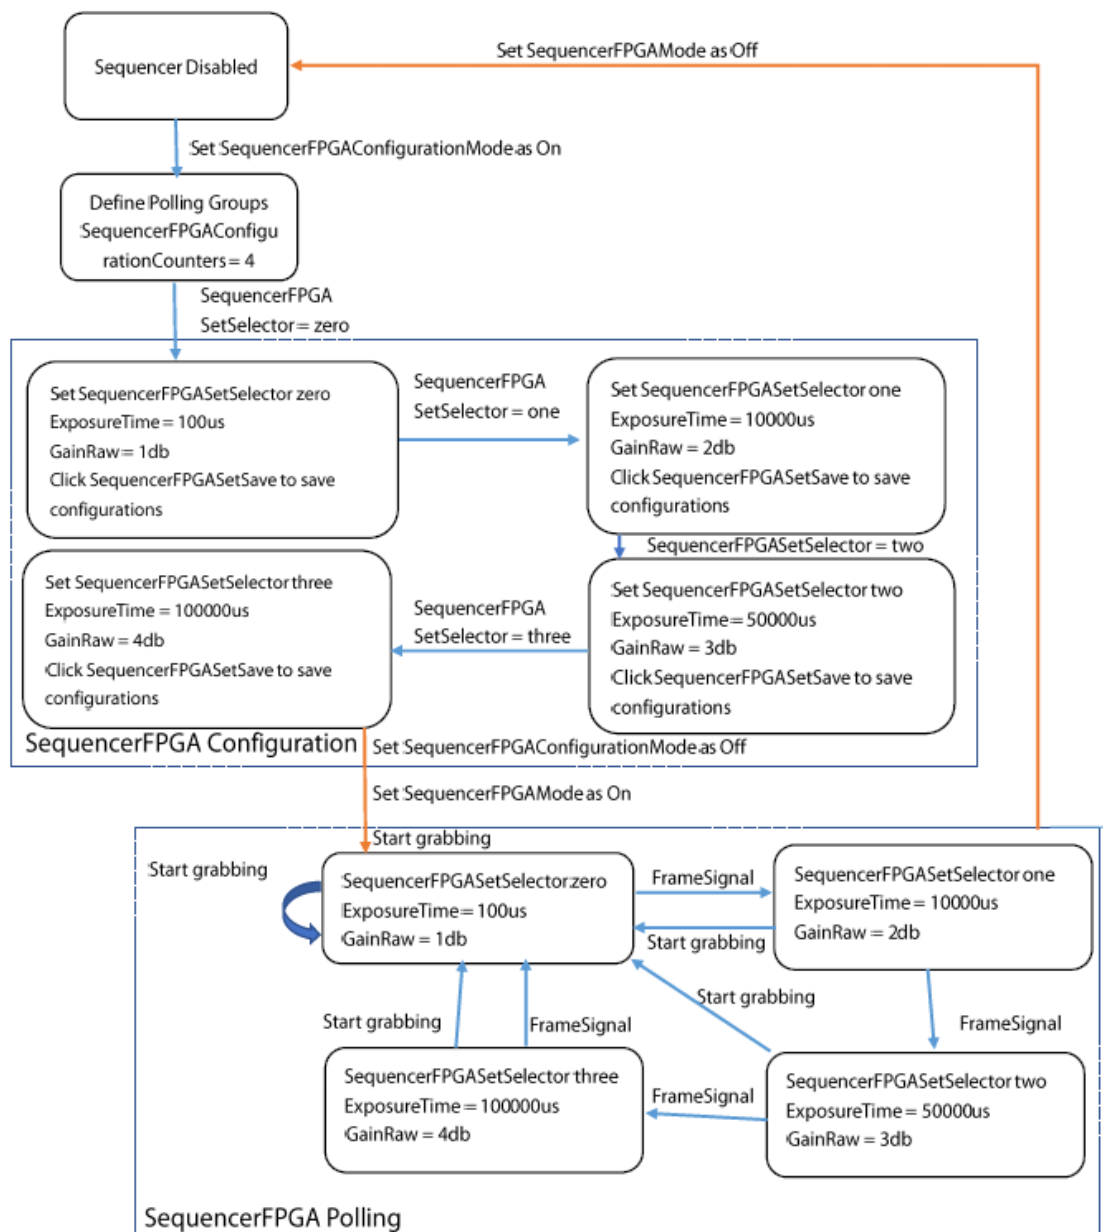 Set SequencerFPGAMode as Off
Sequencer Disabled
Set SequencerFPGAConfigurationMode as On
Define Polling Groups
SequencerFPGAConfigu
rationCounters = 4
SequencerFPGA
SetSelector = zero
Set SequencerFPGASetSelector zero
ExposureTime = 100us
GainRaw = 1db
Click SequencerFPGASetSave to save
configurations
SequencerFPGA
SetSelector = one
Set SequencerFPGASetSelector one
ExposureTime = 10000us
GainRaw = 2db
Click SequencerFPGASetSave to save
configurations
SequencerFPGASetSelector = two
Set SequencerFPGASetSelector three
ExposureTime = 100000us
GainRaw = 4db
Click SequencerFPGASetSave to save
configurations
SequencerFPGA
SetSelector = three
Set SequencerFPGASetSelector two
ExposureTime = 50000us
GainRaw = 3db
Click SequencerFPGASetSave to save
configurations
SequencerFPGA Configuration
Set SequencerFPGAConfigurationMode as Off
Set SequencerFPGAMode as On
Start grabbing
Start grabbing
SequencerFPGASetSelector zero
ExposureTime = 100us
GainRaw = 1db
FrameSignal
Start grabbing
SequencerFPGASetSelector one
ExposureTime = 10000us
GainRaw = 2db
Start grabbing
FrameSignal
Start grabbing
FrameSignal
SequencerFPGASetSelector three
ExposureTime = 100000us
GainRaw = 4db
FrameSignal
SequencerFPGASetSelector two
ExposureTime = 50000us
GainRaw = 3db
SequencerFPGA Polling